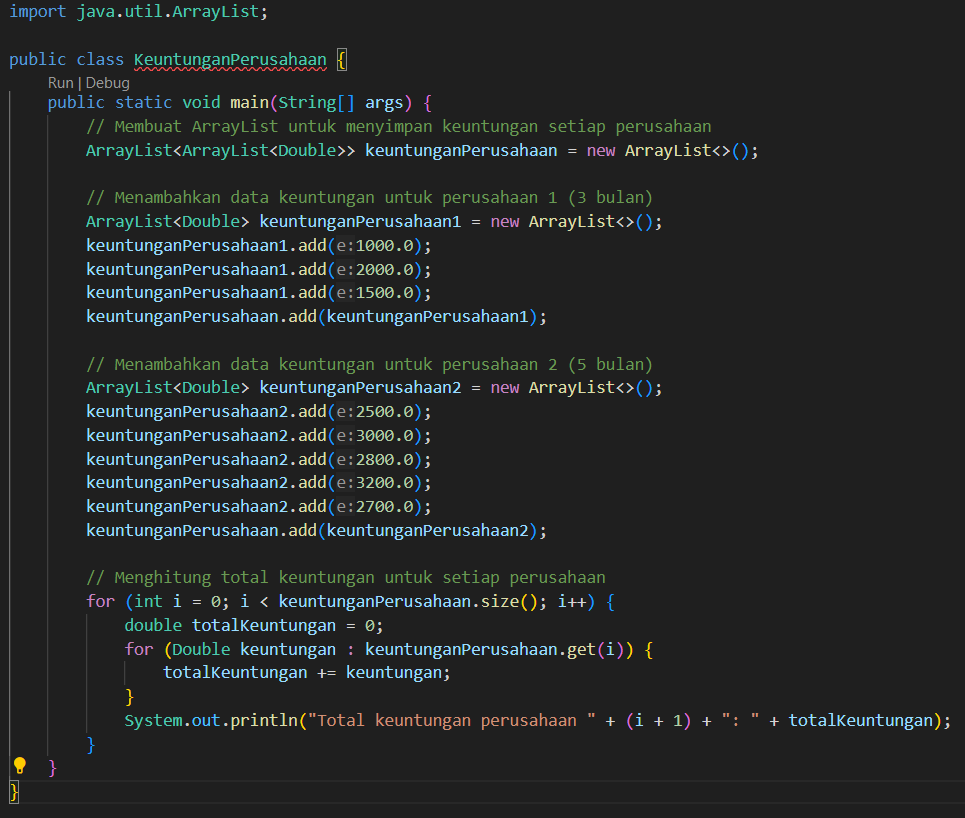 import java.util.ArrayList;
public class KeuntunganPerusahaan {
Run | Debug
public static void main(String[] args) {
// Membuat ArrayList untuk menyimpan keuntungan setiap perusahaan
ArrayList<ArrayList<Double>> keuntunganPerusahaan = new ArrayList<>();
// Menambahkan data keuntungan untuk perusahaan 1 (3 bulan)
ArrayList<Double> keuntunganPerusahaan1 = new ArrayList<>();
keuntunganPerusahaan1.add(e:1000.0);
keuntunganPerusahaan1.add(e:2000.0);
keuntunganPerusahaan1.add(e:1500.0);
keuntunganPerusahaan.add(keuntunganPerusahaan1);
// Menambahkan data keuntungan untuk perusahaan 2 (5 bulan)
ArrayList<Double> keuntunganPerusahaan2 = new ArrayList<>();
keuntunganPerusahaan2.add(e:2500.0);
keuntunganPerusahaan2.add(e:3000.0);
keuntunganPerusahaan2.add(e:2800.0);
keuntunganPerusahaan2.add(e:3200.0);
keuntunganPerusahaan2.add(e:2700.0);
keuntunganPerusahaan.add(keuntunganPerusahaan2);
// Menghitung total keuntungan untuk setiap perusahaan
for (int i = 0; i < keuntunganPerusahaan.size(); i++) {
double totalKeuntungan = 0;
for (Double keuntungan : keuntunganPerusahaan.get(i)) {
totalKeuntungan += keuntungan;
}
System.out.println("Total keuntungan perusahaan " + (i + 1) + ": " + totalKeuntungan);
}
}
}